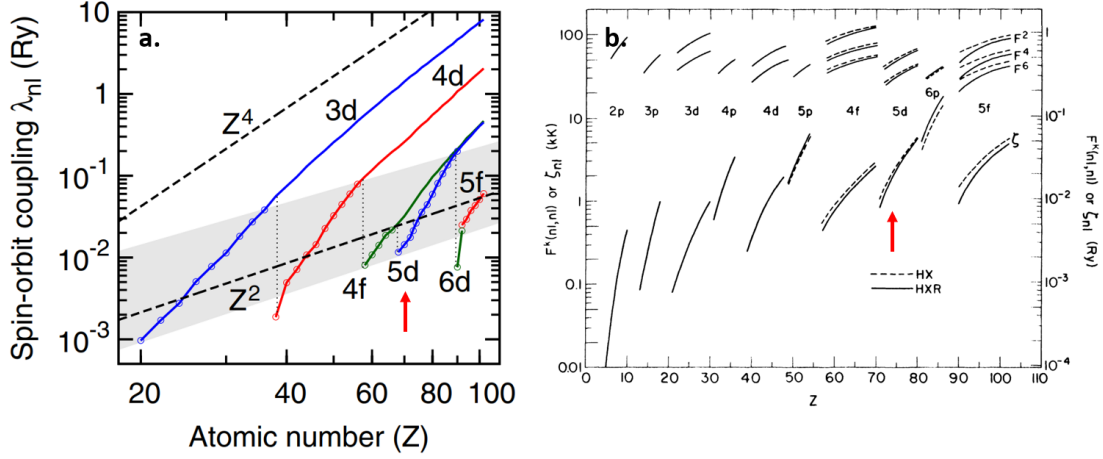 a.
Spin-orbit coupling λnl (Ry)
10
1
10⁻¹
10⁻²
10⁻³
Z⁴
3d
4d
5f
Z²
4f
5d
6d
20
40
60
80
100
Atomic number (Z)
b.
Fᵏ(nl,nl) or ζnl (kK)
100
10
1
0.1
0.01
F²
F⁴
F⁶
2p
3p
3d
4p
4d
5p
4f
5d
6p
5f
ζ
HX
HXR
1
10⁻¹
10⁻²
10⁻³
10⁻⁴
Fᵏ(nl,nl) or ζnl (Ry)
0
10
20
30
40
50
60
70
80
90
100
110
Z